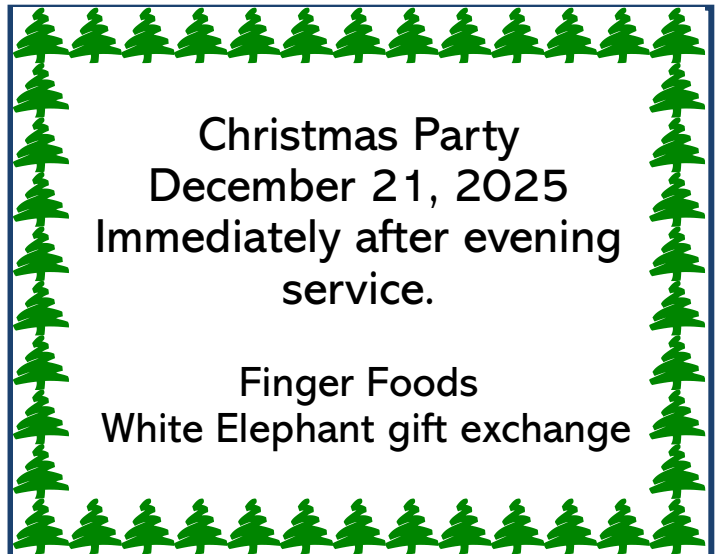 Christmas Party
December 21, 2025
Immediately after evening
service.
Finger Foods
White Elephant gift exchange